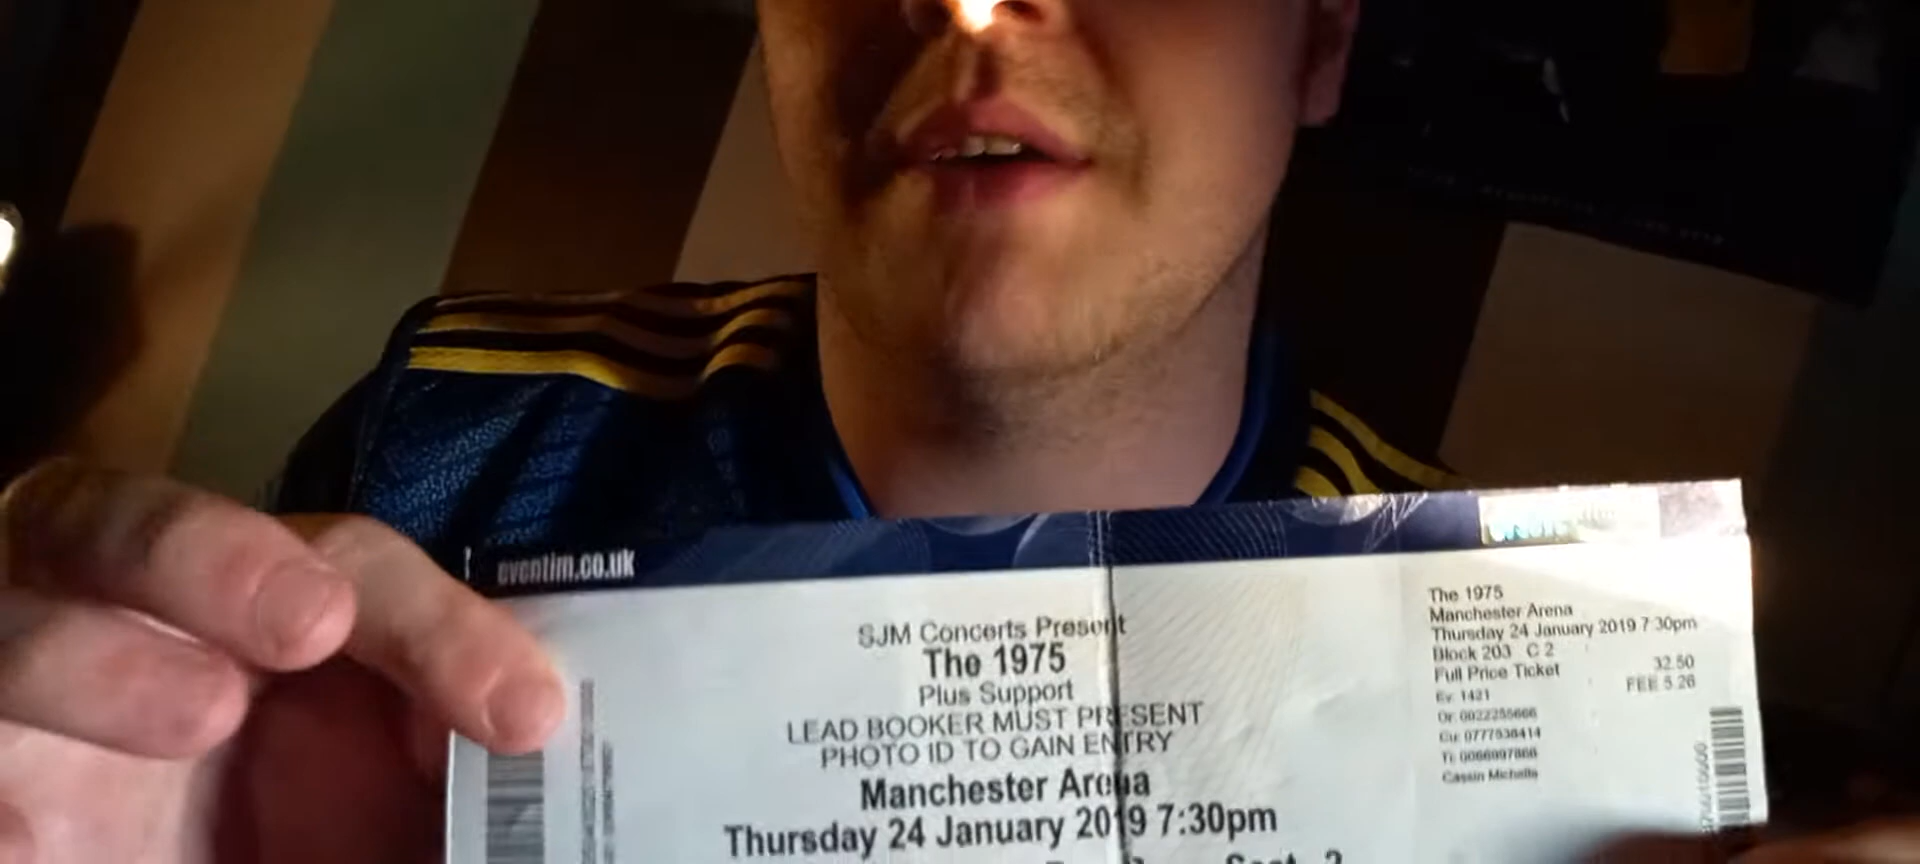 eventim.co.uk
SJM Concerts Present
The 1975
Plus Support
LEAD BOOKER MUST PRESENT
PHOTO ID TO GAIN ENTRY
Manchester Arena
Thursday 24 January 2019 7:30pm
The 1975
Manchester Arena
Thursday 24 January 2019 7:30pm
Block 203 C 2
Full Price Ticket
32.50
FEE 5.26
Ev: 1421